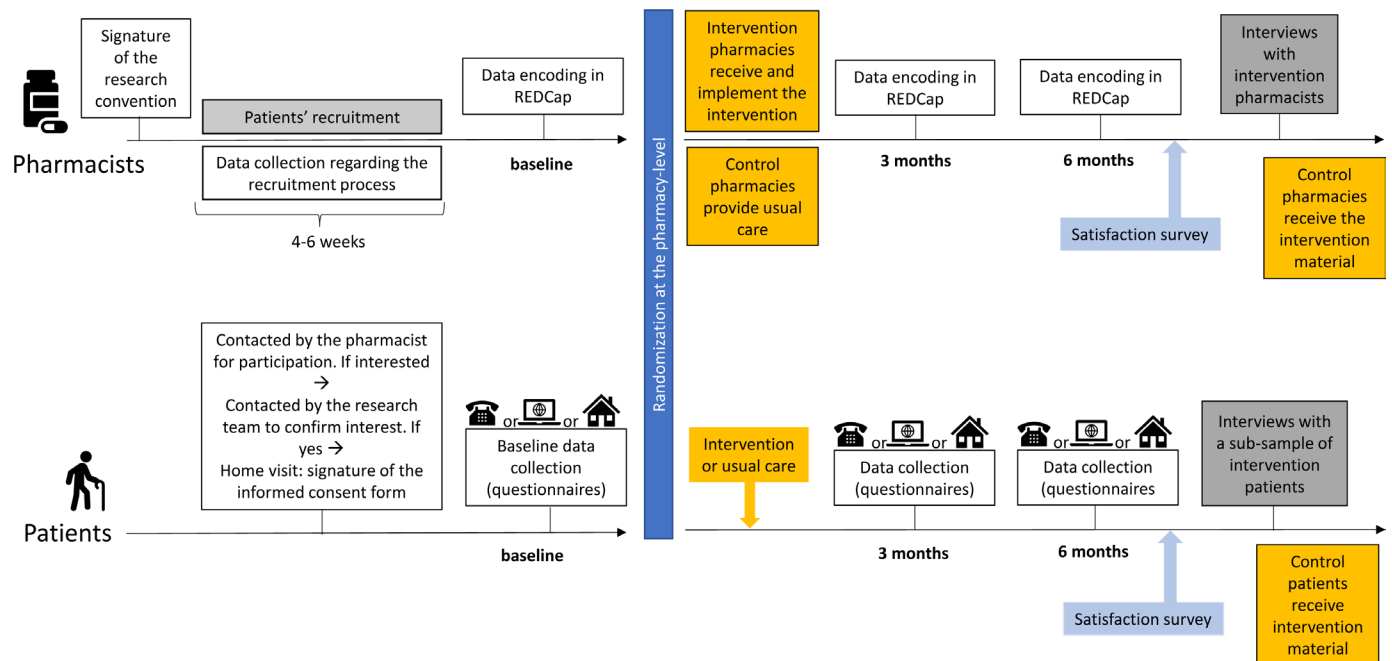 Signature
of the
research
convention
Patients' recruitment
Data collection regarding the
recruitment process
4-6 weeks
Data encoding in
REDCap
baseline
Pharmacists
Randomization at the pharmacy-level
Intervention
pharmacies
receive and
implement the
intervention
Control
pharmacies
provide usual
care
Data encoding in
REDCap
3 months
Data encoding in
REDCap
6 months
Satisfaction survey
Interviews
with
intervention
pharmacists
Control
pharmacies
receive the
intervention
material
Contacted by the pharmacist
for participation. If interested
→
Contacted by the research
team to confirm interest. If
yes →
Home visit: signature of the
informed consent form
or or
Baseline data
collection
(questionnaires)
baseline
Patients
Intervention
or usual care
or or
Data collection
(questionnaires)
3 months
or or
Data collection
(questionnaires
6 months
Satisfaction survey
Interviews with
a sub-sample of
intervention
patients
Control
patients
receive
intervention
material